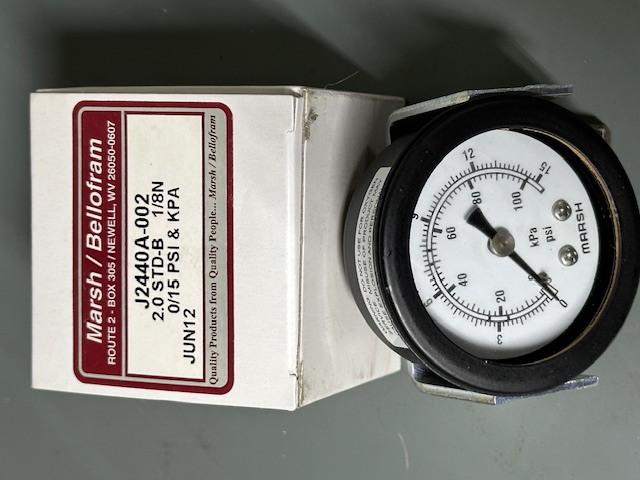 Marsh / Bellofram
ROUTE 2 - BOX 305 / NEWELL, WV 26050-0607
J2440A-002
2.0 STD-B 1/8N
0/15 PSI & KPA
JUN12
Quality Products from Quality People... Marsh / Bellofram
0
3
6
9
12
15
20
40
60
80
100
kPa
psi
MARSH